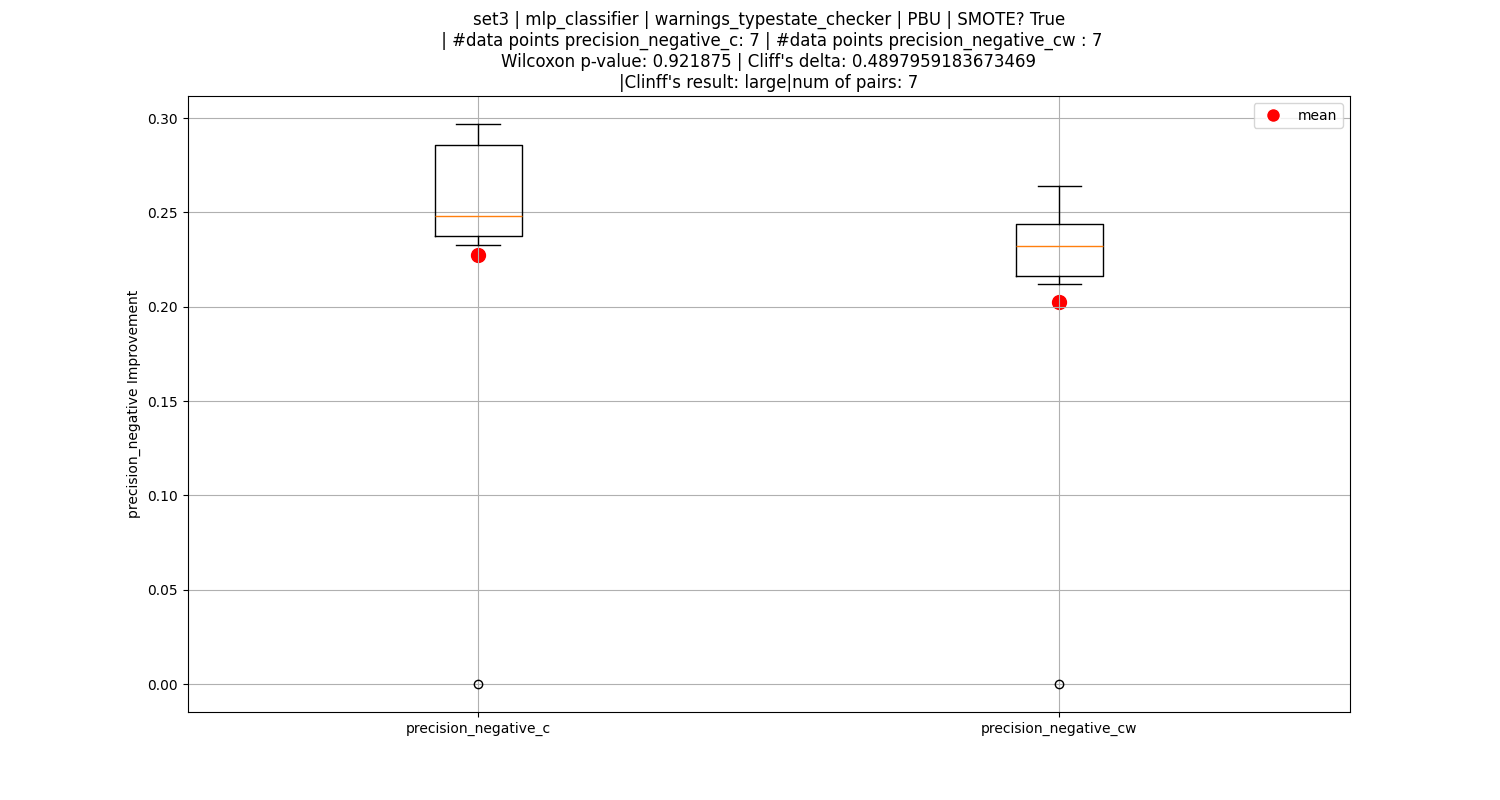 set3 | mlp_classifier | warnings_typestate_checker | PBU | SMOTE? True
| #data points precision_negative_c: 7 | #data points precision_negative_cw : 7
Wilcoxon p-value: 0.921875 | Cliff's delta: 0.4897959183673469
|Clinff's result: large|num of pairs: 7
mean
0.30
0.25
0.20
0.15
0.10
0.05
0.00
precision_negative Improvement
precision_negative_c
precision_negative_cw